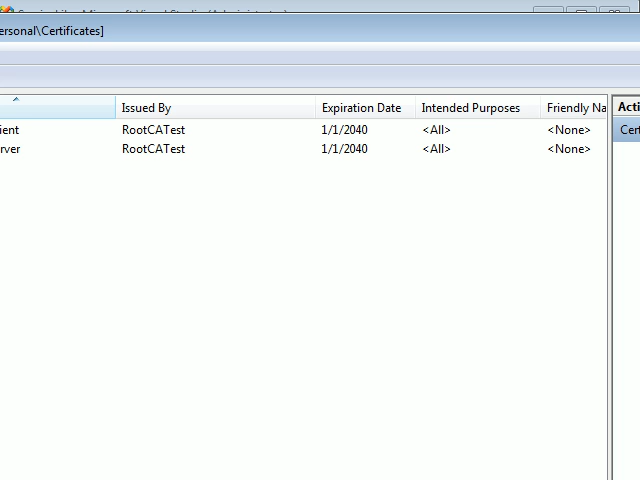 ersonal\Certificates]
Issued By Expiration Date Intended Purposes Friendly Na Acti
ient RootCATest 1/1/2040 <All> <None> Cert
rver RootCATest 1/1/2040 <All> <None>